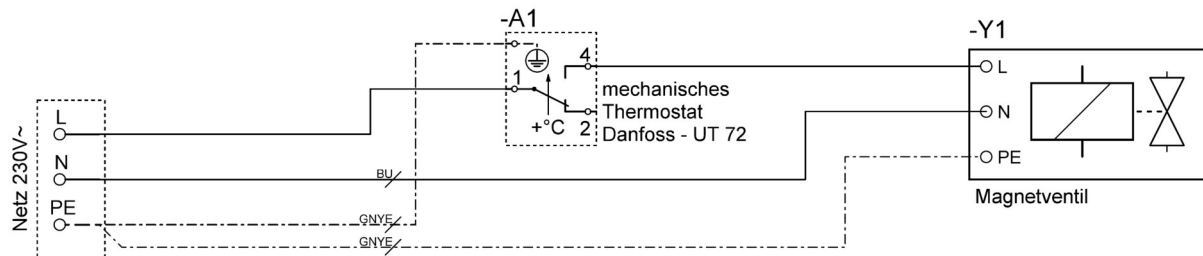 -A1
-Y1
4
L
1
mechanisches
Thermostat
Danfoss - UT 72
+°C
2
N
PE
Magnetventil
Netz 230V~
L
N
BU
PE
GNYE
GNYE